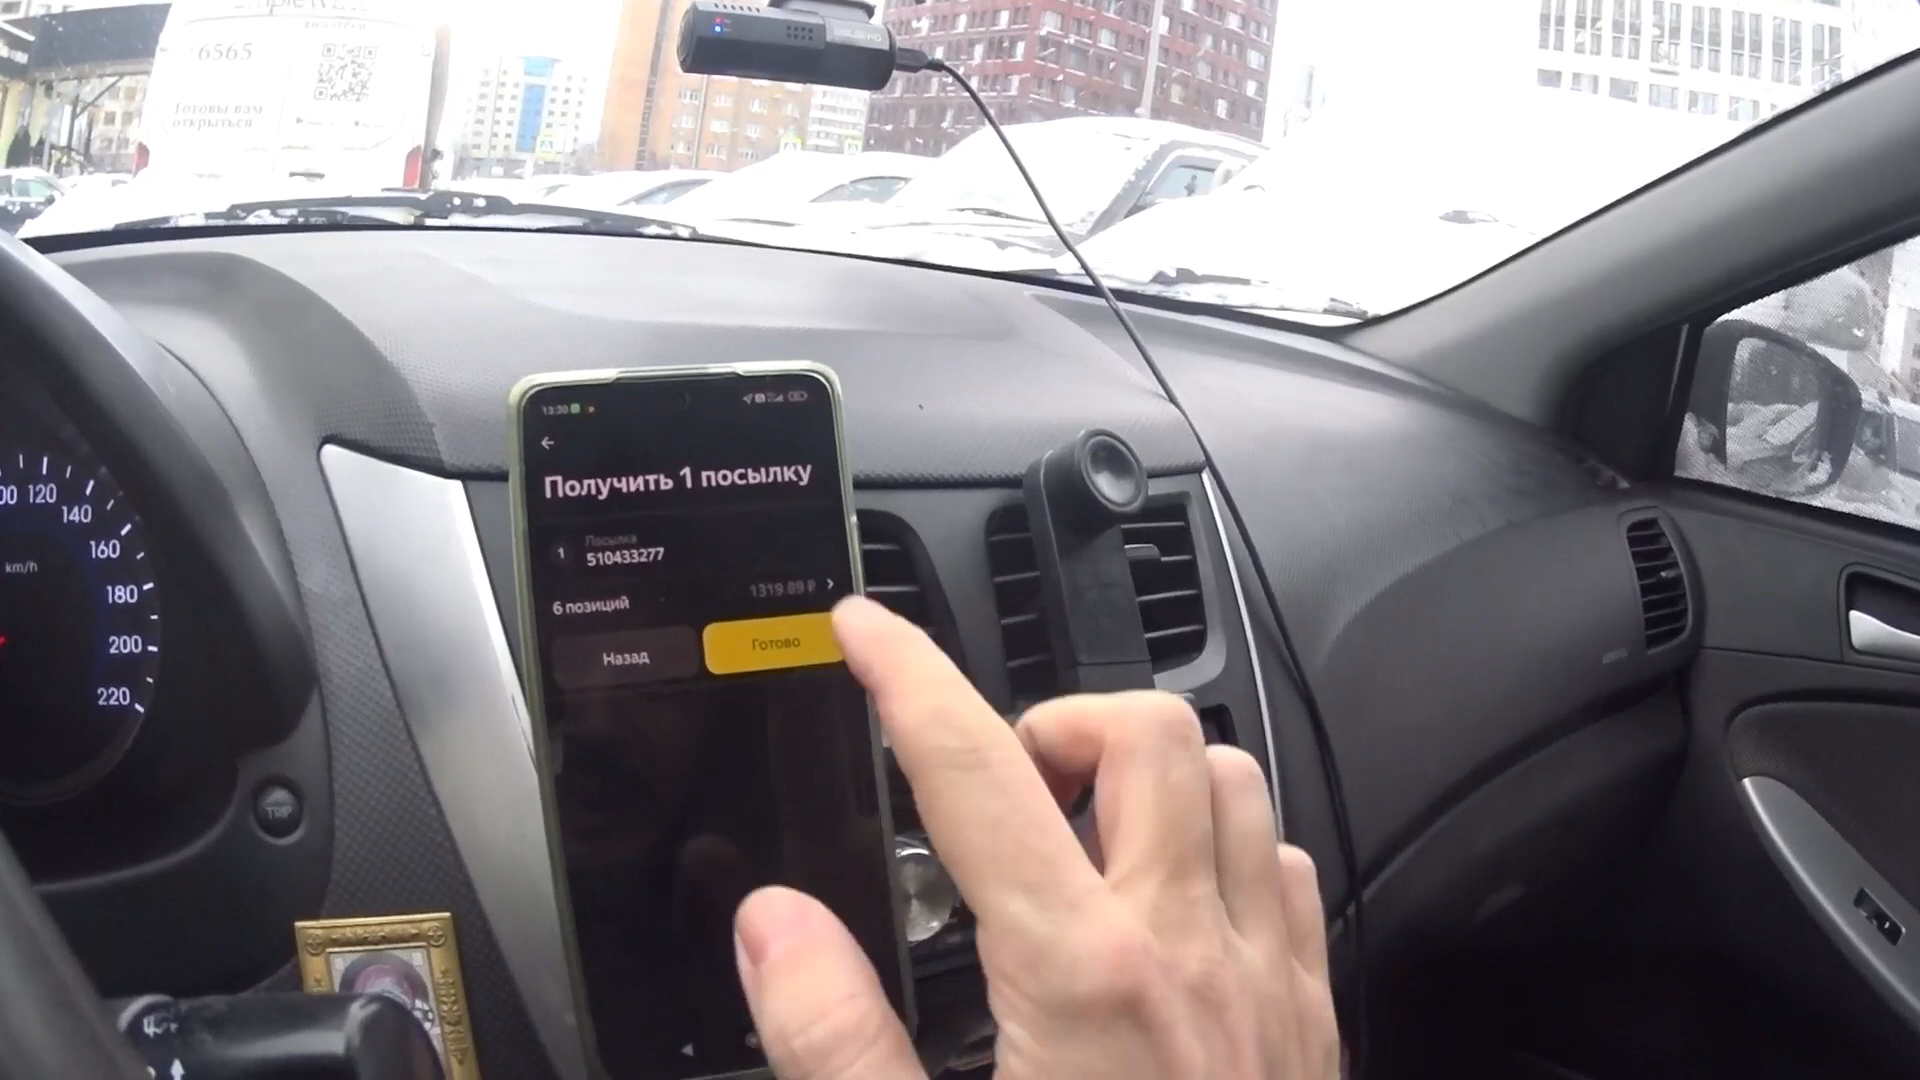 6565
Готовы вам
открыться
13:30
Получить 1 посылку
1
Посылка
510433277
6 позиций
1319.89 ₽
Назад
Готово
120
140
160
180
200
220
km/h
TRIP